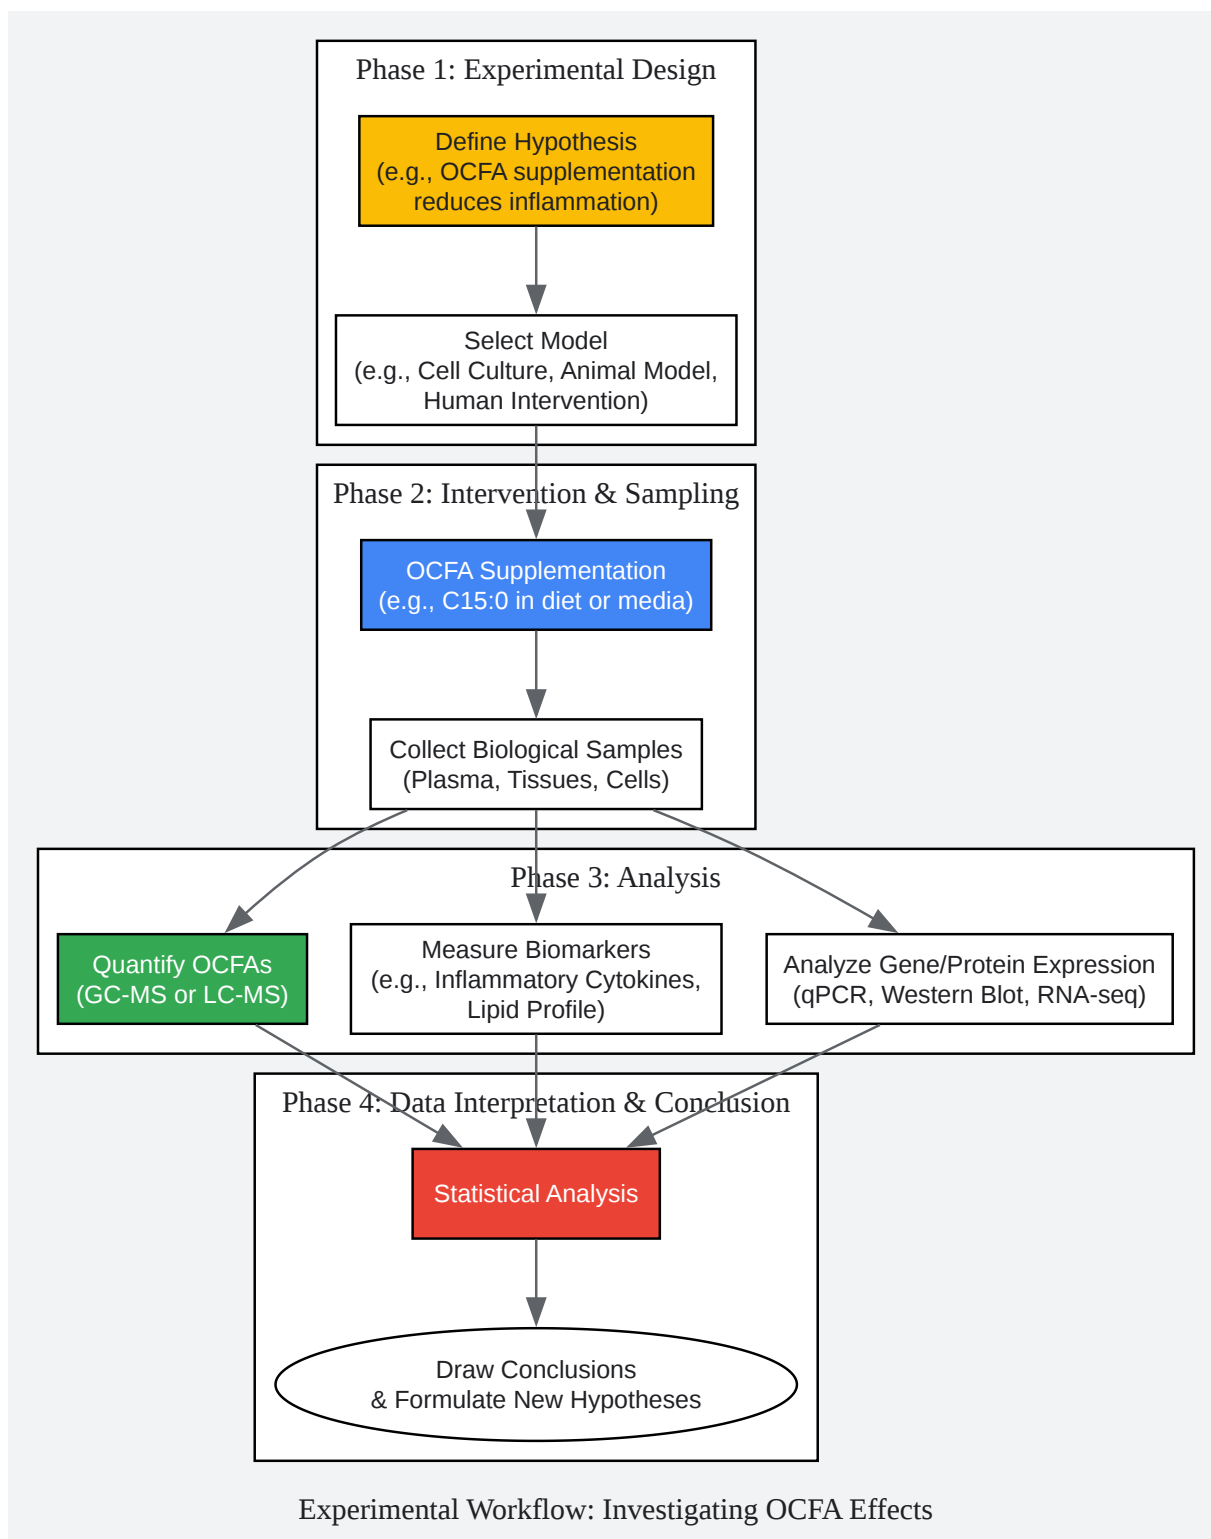 Phase 1: Experimental Design
Define Hypothesis
(e.g., OCFA supplementation
reduces inflammation)
Select Model
(e.g., Cell Culture, Animal Model,
Human Intervention)
Phase 2: Intervention & Sampling
OCFA Supplementation
(e.g., C15:0 in diet or media)
Collect Biological Samples
(Plasma, Tissues, Cells)
Phase 3: Analysis
Quantify OCFAs
(GC-MS or LC-MS)
Measure Biomarkers
(e.g., Inflammatory Cytokines,
Lipid Profile)
Analyze Gene/Protein Expression
(qPCR, Western Blot, RNA-seq)
Phase 4: Data Interpretation & Conclusion
Statistical Analysis
Draw Conclusions
& Formulate New Hypotheses
Experimental Workflow: Investigating OCFA Effects